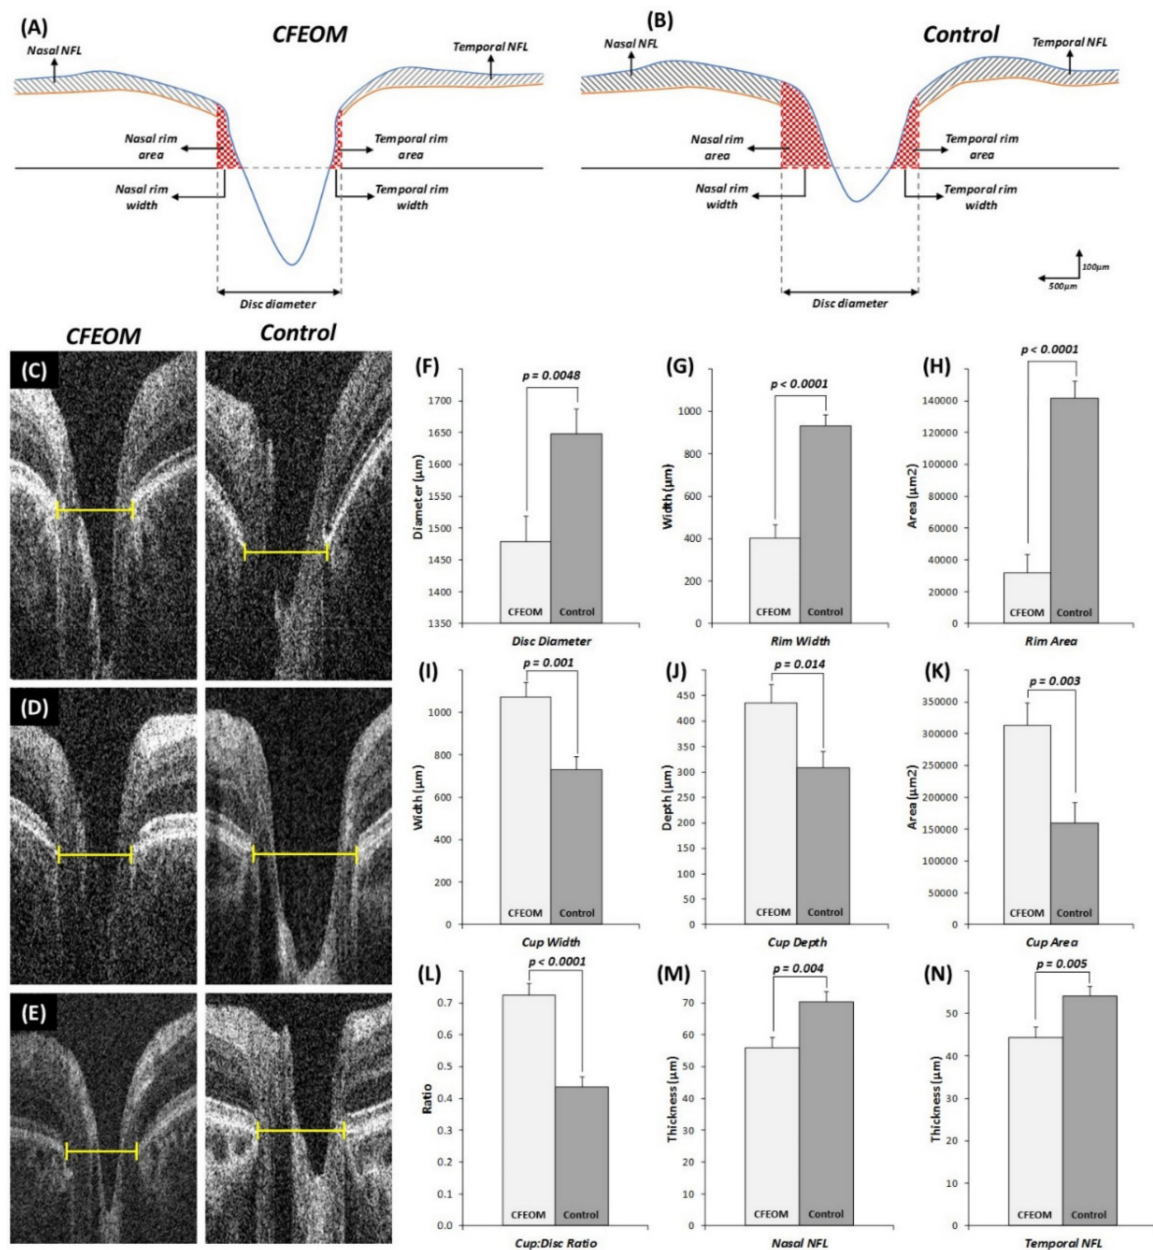 (A)
CFEOM
Nasal NFL
Temporal NFL
Nasal rim
area
Temporal rim
area
Nasal rim
width
Temporal rim
width
Disc diameter
(B)
Control
Nasal NFL
Temporal NFL
Nasal rim
area
Temporal rim
area
Nasal rim
width
Temporal rim
width
Disc diameter
100μm
500μm
CFEOM
Control
(C)
(D)
(E)
(F)
p = 0.0048
Diameter (μm)
1700
1650
1600
1550
1500
1450
1400
1350
CFEOM
Control
Disc Diameter
(G)
p < 0.0001
Width (μm)
1000
800
600
400
200
0
CFEOM
Control
Rim Width
(H)
p < 0.0001
Area (μm2)
140000
120000
100000
80000
60000
40000
20000
0
CFEOM
Control
Rim Area
(I)
p = 0.001
Width (μm)
1000
800
600
400
200
0
CFEOM
Control
Cup Width
(J)
p = 0.014
Depth (μm)
450
400
350
300
250
200
150
100
50
0
CFEOM
Control
Cup Depth
(K)
p = 0.003
Area (μm2)
350000
300000
250000
200000
150000
100000
50000
0
CFEOM
Control
Cup Area
(L)
p < 0.0001
Ratio
0.7
0.6
0.5
0.4
0.3
0.2
0.1
0.0
CFEOM
Control
Cup:Disc Ratio
(M)
p = 0.004
Thickness (μm)
70
60
50
40
30
20
10
0
CFEOM
Control
Nasal NFL
(N)
p = 0.005
Thickness (μm)
50
40
30
20
10
0
CFEOM
Control
Temporal NFL